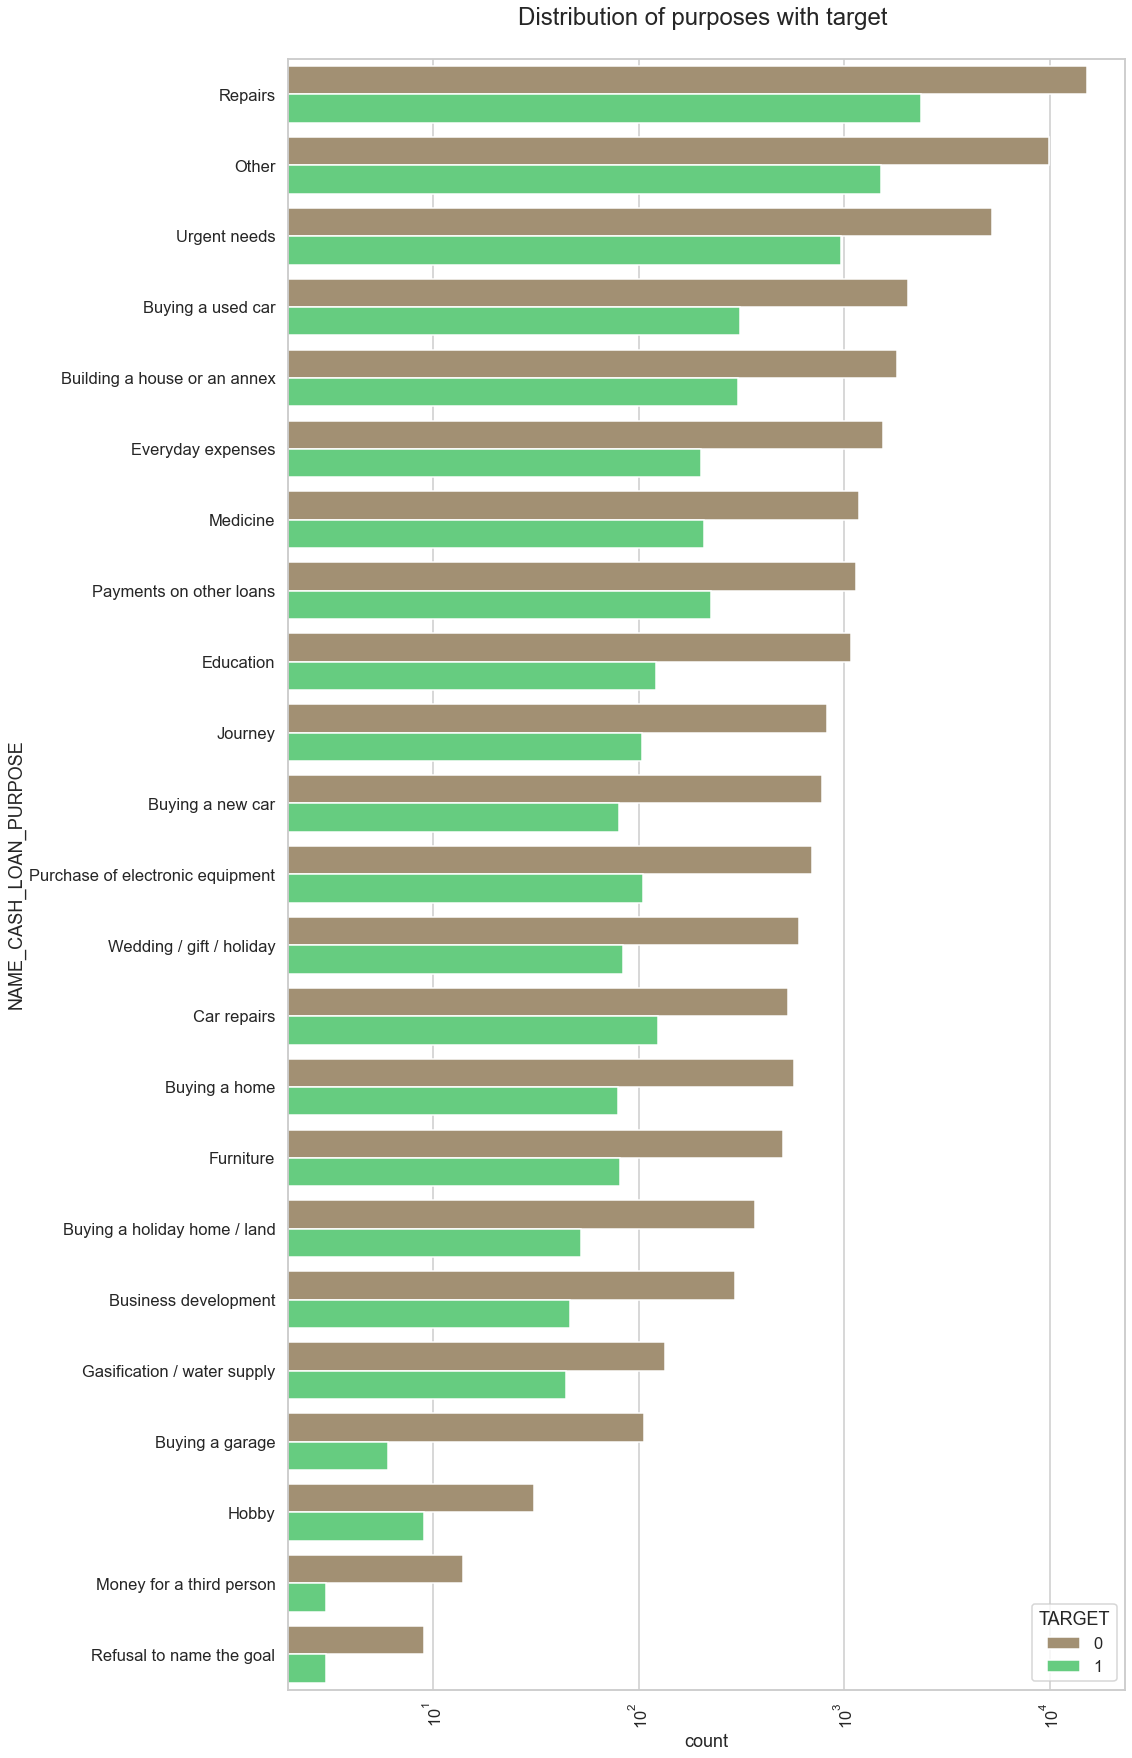 Distribution of purposes with target
NAME_CASH_LOAN_PURPOSE
Repairs
Other
Urgent needs
Buying a used car
Building a house or an annex
Everyday expenses
Medicine
Payments on other loans
Education
Journey
Buying a new car
Purchase of electronic equipment
Wedding / gift / holiday
Car repairs
Buying a home
Furniture
Buying a holiday home / land
Business development
Gasification / water supply
Buying a garage
Hobby
Money for a third person
Refusal to name the goal
TARGET
0
1
10¹
10²
10³
10⁴
count